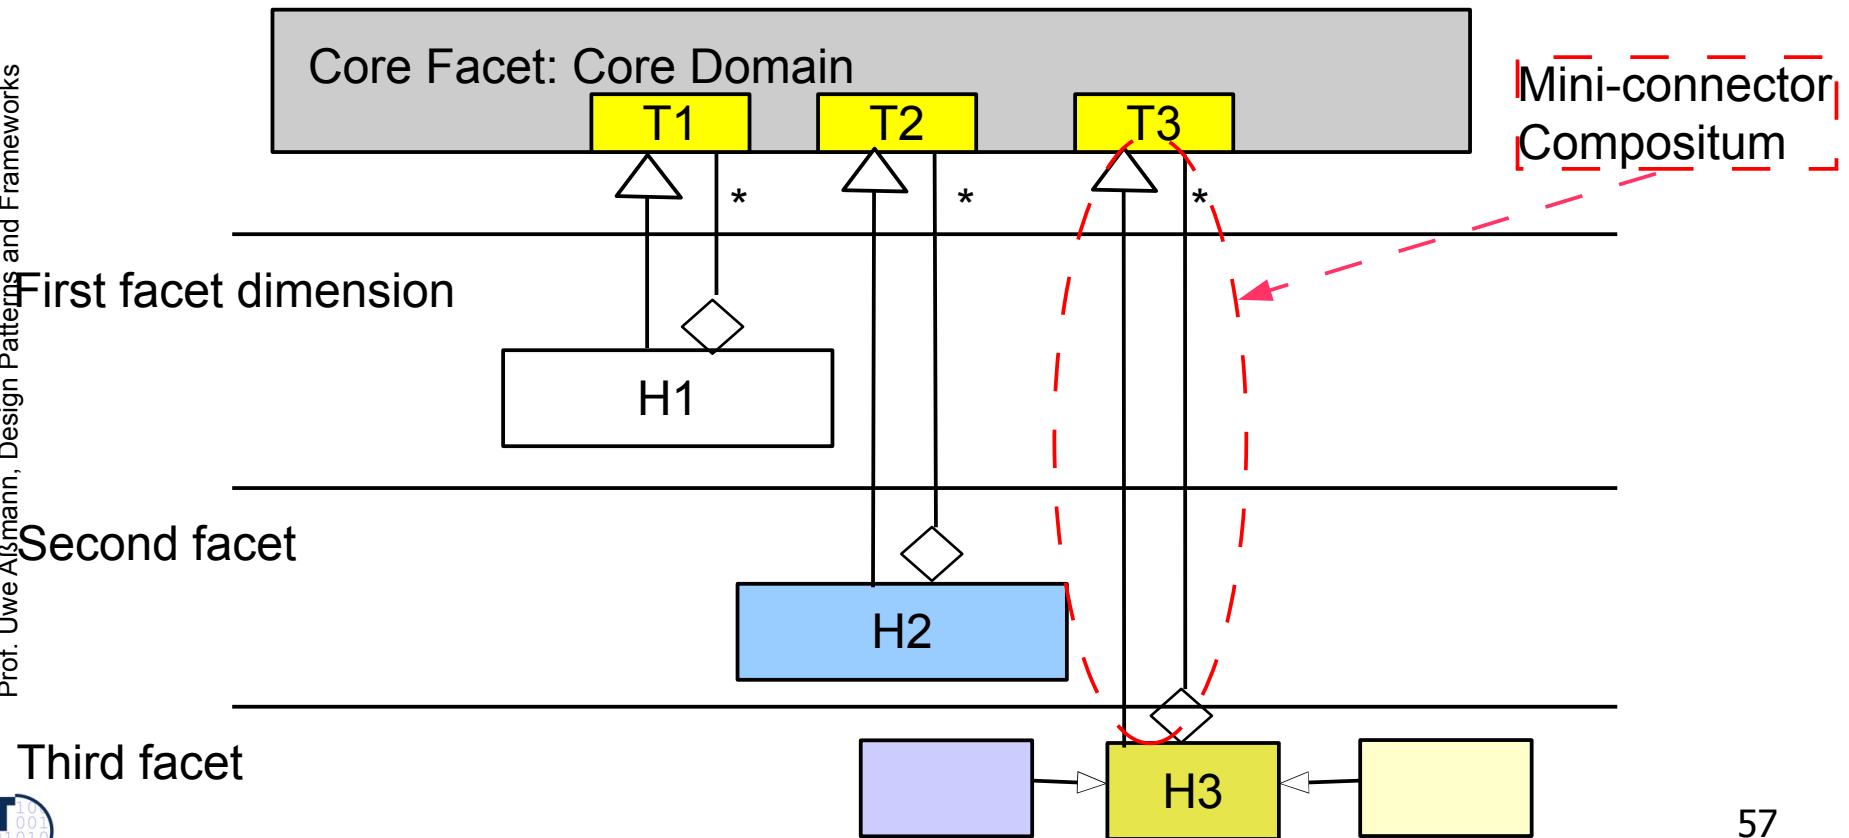 Core Facet: Core Domain
Mini-connector
Compositum
T1
T2
T3
*
*
*
First facet dimension
H1
Second facet
H2
Third facet
H3
Prof. Uwe Aßmann, Design Patterns and Frameworks
57